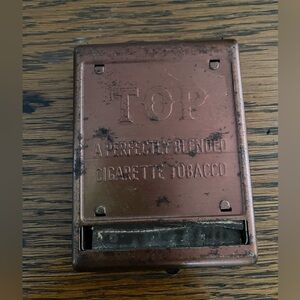 TOP
A PERFECTLY BLENDED
CIGARETTE TOBACCO